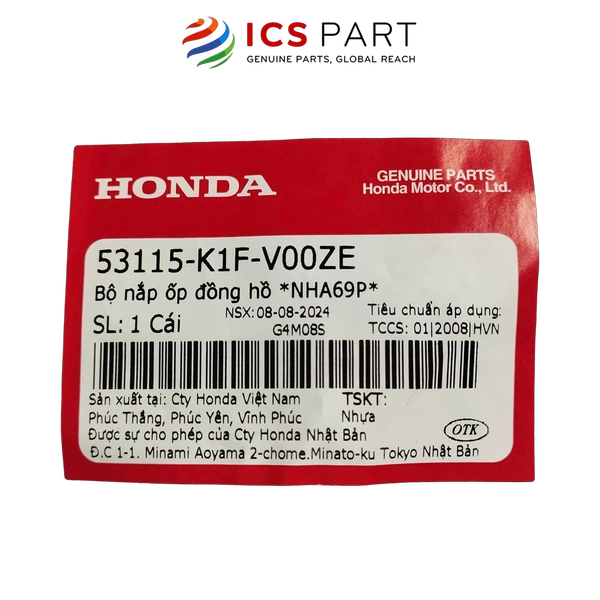 ICS PART
GENUINE PARTS, GLOBAL REACH
HONDA
GENUINE PARTS
Honda Motor Co., Ltd.
53115-K1F-V00ZE
Bộ nắp ốp đồng hồ *NHA69P*
SL: 1 Cái
NSX: 08-08-2024
G4M08S
Tiêu chuẩn áp dụng:
TCCS: 01|2008|HVN
Sản xuất tại: Cty Honda Việt Nam
Phúc Thắng, Phúc Yên, Vĩnh Phúc
TSKT:
Nhựa
Được sự cho phép của Cty Honda Nhật Bản
OTK
Đ.C 1-1. Minami Aoyama 2-chome.Minato-ku Tokyo Nhật Bản